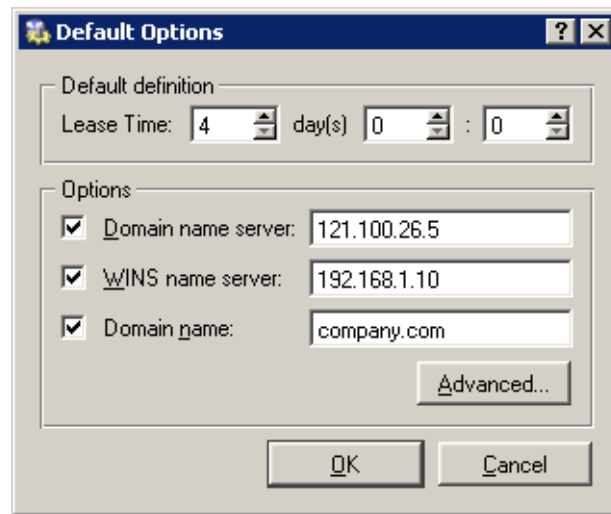 Default Options
Default definition
Lease Time: 4 day(s) 0 : 0
Options
Domain name server: 121.100.26.5
WINS name server: 192.168.1.10
Domain name: company.com
Advanced...
OK Cancel